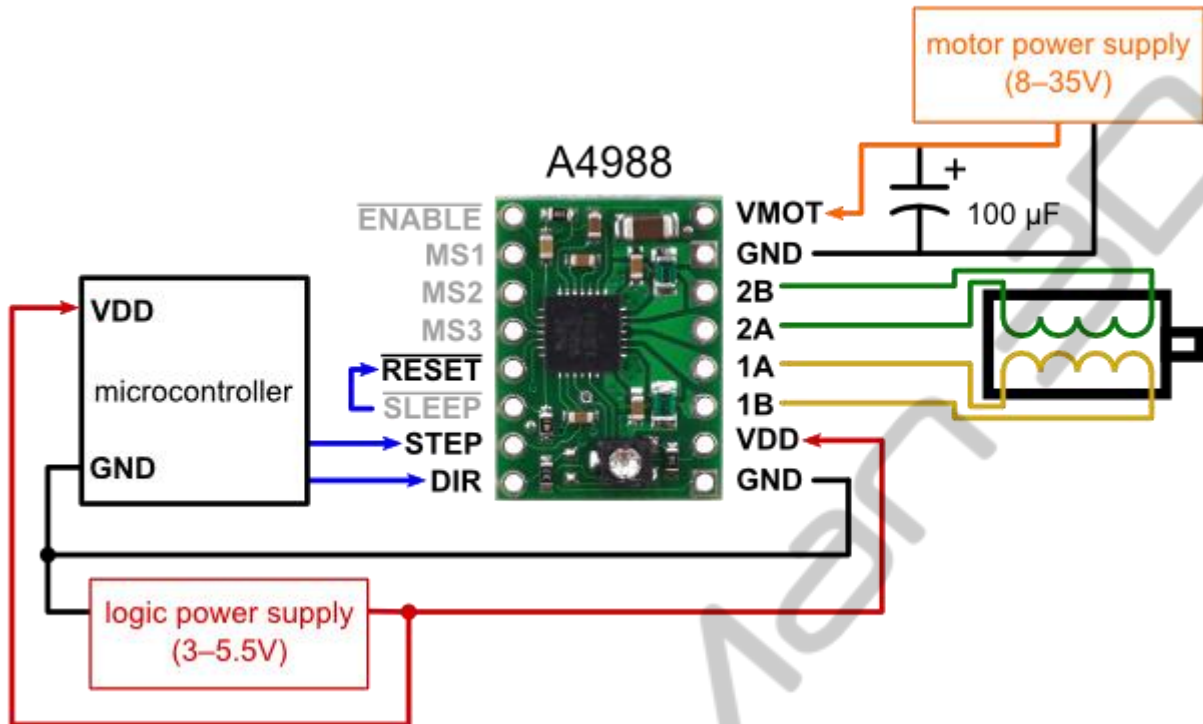 motor power supply
(8–35V)
A4988
ENABLE
MS1
MS2
MS3
RESET
SLEEP
STEP
DIR
VMOT
GND
2B
2A
1A
1B
VDD
GND
+
100 µF
VDD
microcontroller
GND
logic power supply
(3–5.5V)